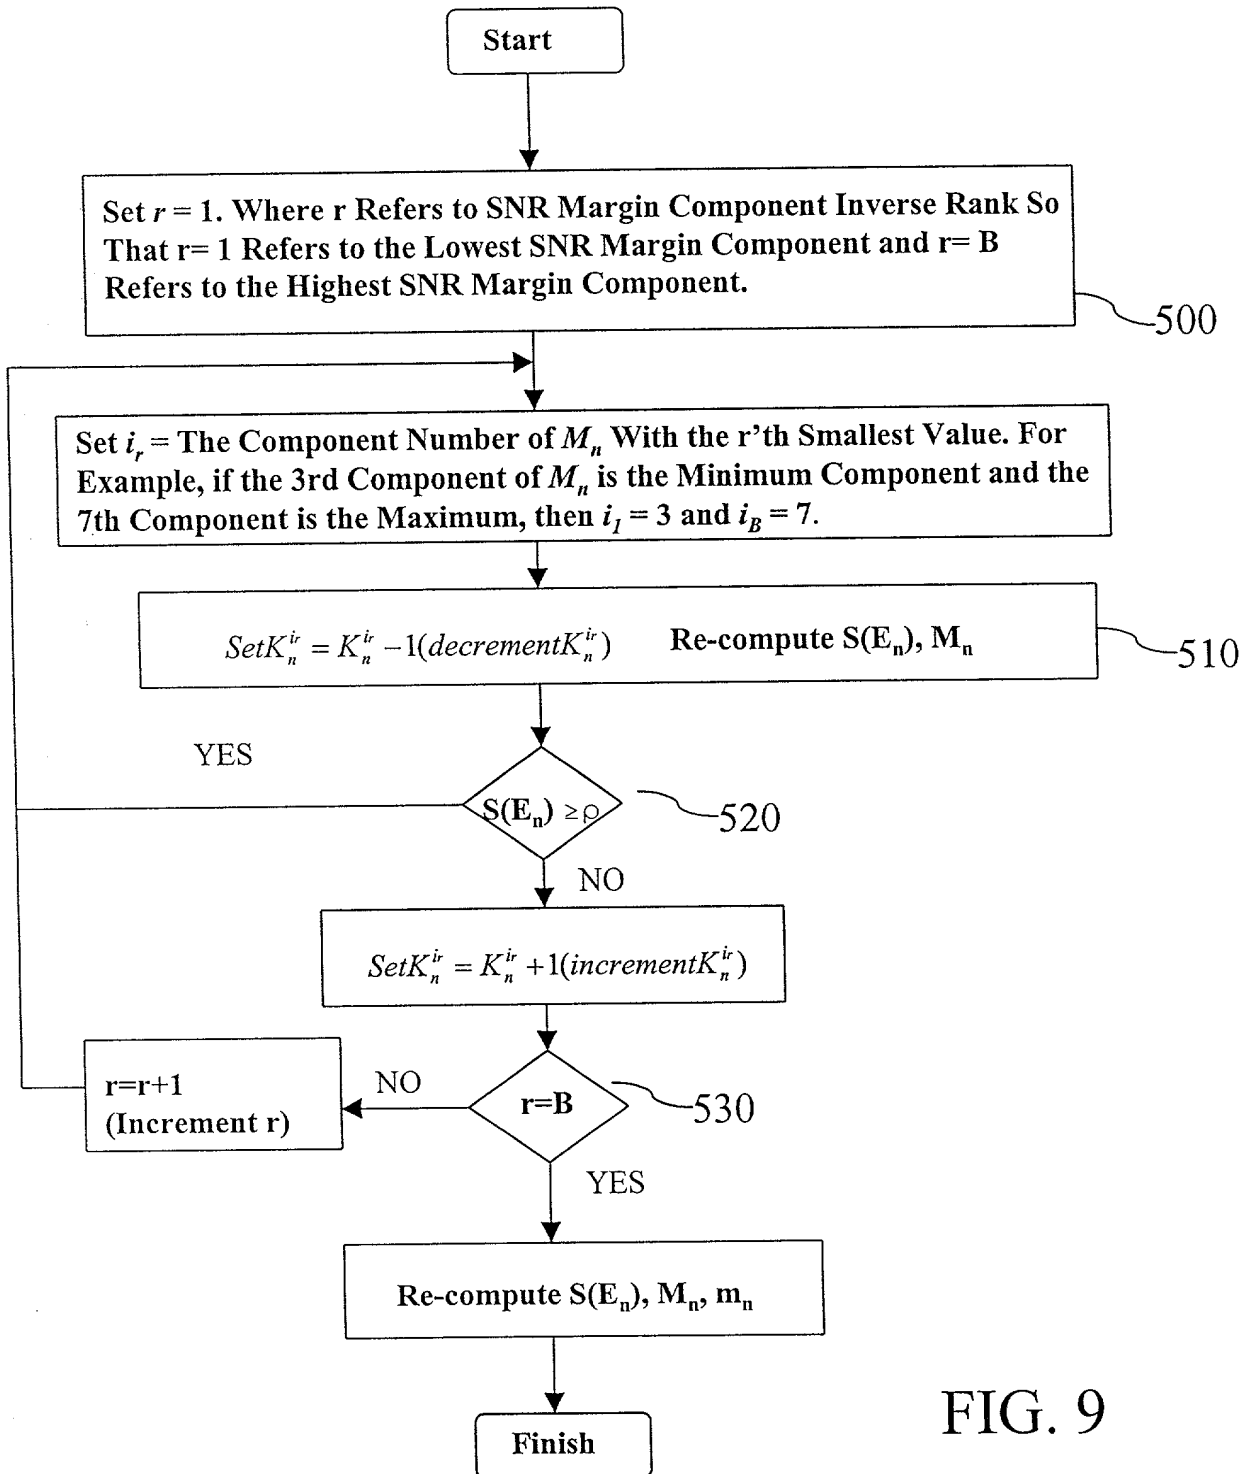 Start
Set r = 1. Where r Refers to SNR Margin Component Inverse Rank So
That r= 1 Refers to the Lowest SNR Margin Component and r= B
Refers to the Highest SNR Margin Component.
500
Set i_r = The Component Number of M_n With the r'th Smallest Value. For
Example, if the 3rd Component of M_n is the Minimum Component and the
7th Component is the Maximum, then i_1 = 3 and i_B = 7.
SetK_n^{ir} = K_n^{ir} −1(decrementK_n^{ir}) Re-compute S(E_n), M_n
510
YES
S(E_n) ≥ρ
520
NO
SetK_n^{ir} = K_n^{ir} +1(incrementK_n^{ir})
r=r+1
(Increment r)
NO
r=B
530
YES
Re-compute S(E_n), M_n, m_n
Finish
FIG. 9